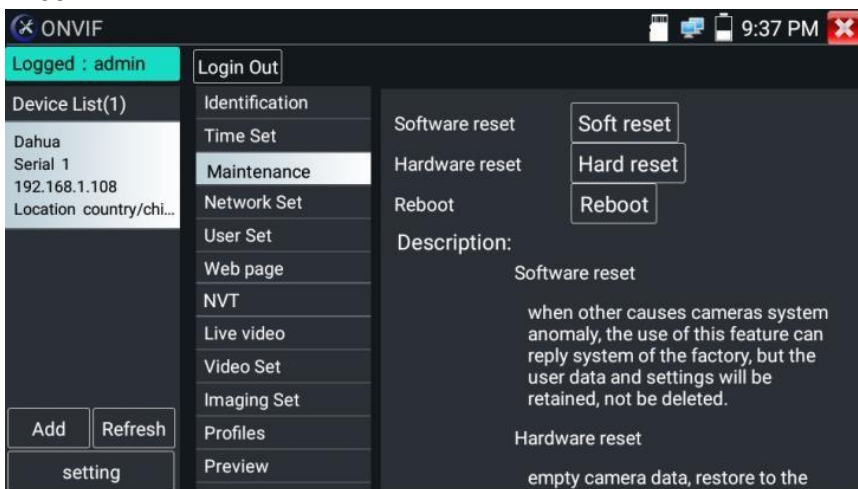 ONVIF
9:37 PM
Logged : admin
Login Out
Device List(1)
Dahua
Serial 1
192.168.1.108
Location country/chi...
Add
Refresh
setting
Identification
Time Set
Maintenance
Network Set
User Set
Web page
NVT
Live video
Video Set
Imaging Set
Profiles
Preview
Software reset
Soft reset
Hardware reset
Hard reset
Reboot
Reboot
Description:
Software reset
when other causes cameras system
anomaly, the use of this feature can
reply system of the factory, but the
user data and settings will be
retained, not be deleted.
Hardware reset
empty camera data, restore to the